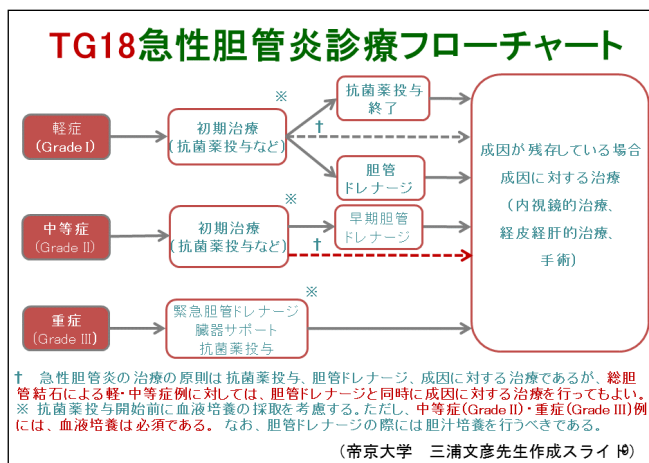 TG18急性胆管炎診療フローチャート
軽症
(Grade I)
※
初期治療
(抗菌薬投与など)
抗菌薬投与
終了
†
胆管
ドレナージ
中等症
(Grade II)
※
初期治療
(抗菌薬投与など)
早期胆管
ドレナージ
†
重症
(Grade III)
※
緊急胆管ドレナージ
臓器サポート
抗菌薬投与
成因が残存している場合
成因に対する治療
(内視鏡的治療、
経皮経肝的治療、
手術)
† 急性胆管炎の治療の原則は抗菌薬投与、胆管ドレナージ、成因に対する治療であるが、総胆
管結石による軽・中等症例に対しては、胆管ドレナージと同時に成因に対する治療を行ってもよい。
※ 抗菌薬投与開始前に血液培養の採取を考慮する。ただし、中等症(Grade II)・重症(Grade III)例
には、血液培養は必須である。 なお、胆管ドレナージの際には胆汁培養を行うべきである。
(帝京大学 三浦文彦先生作成スライド)